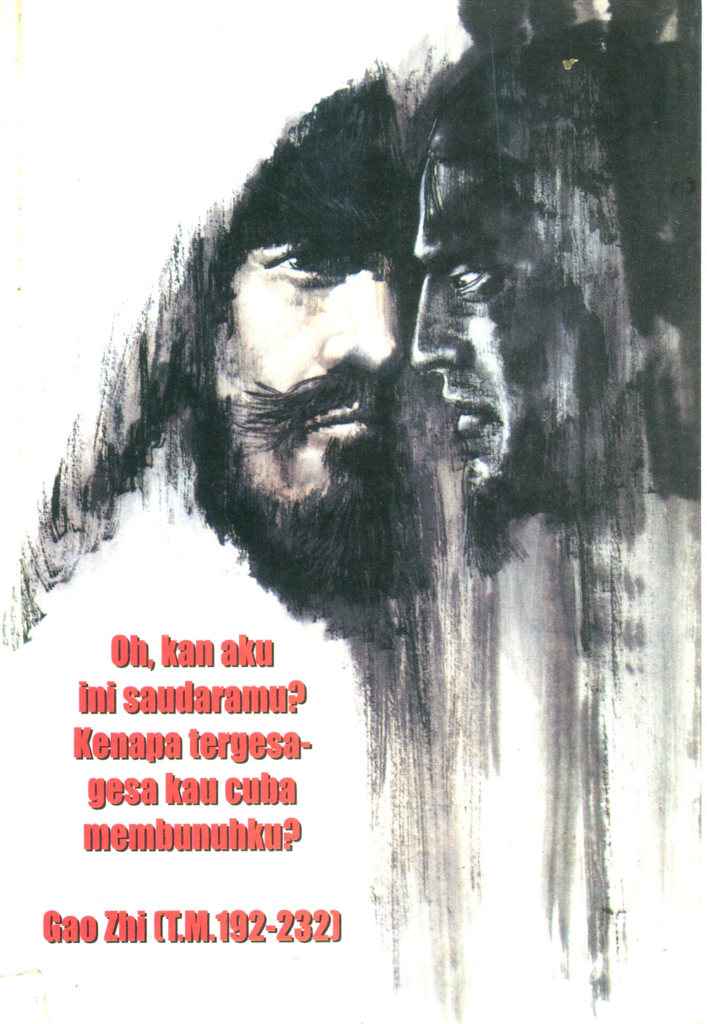 Oh, kan aku
ini saudaramu?
Kenapa tergesa-
gesa kau cuba
membunuhku?
Gao Zhi (T.M.192-232)